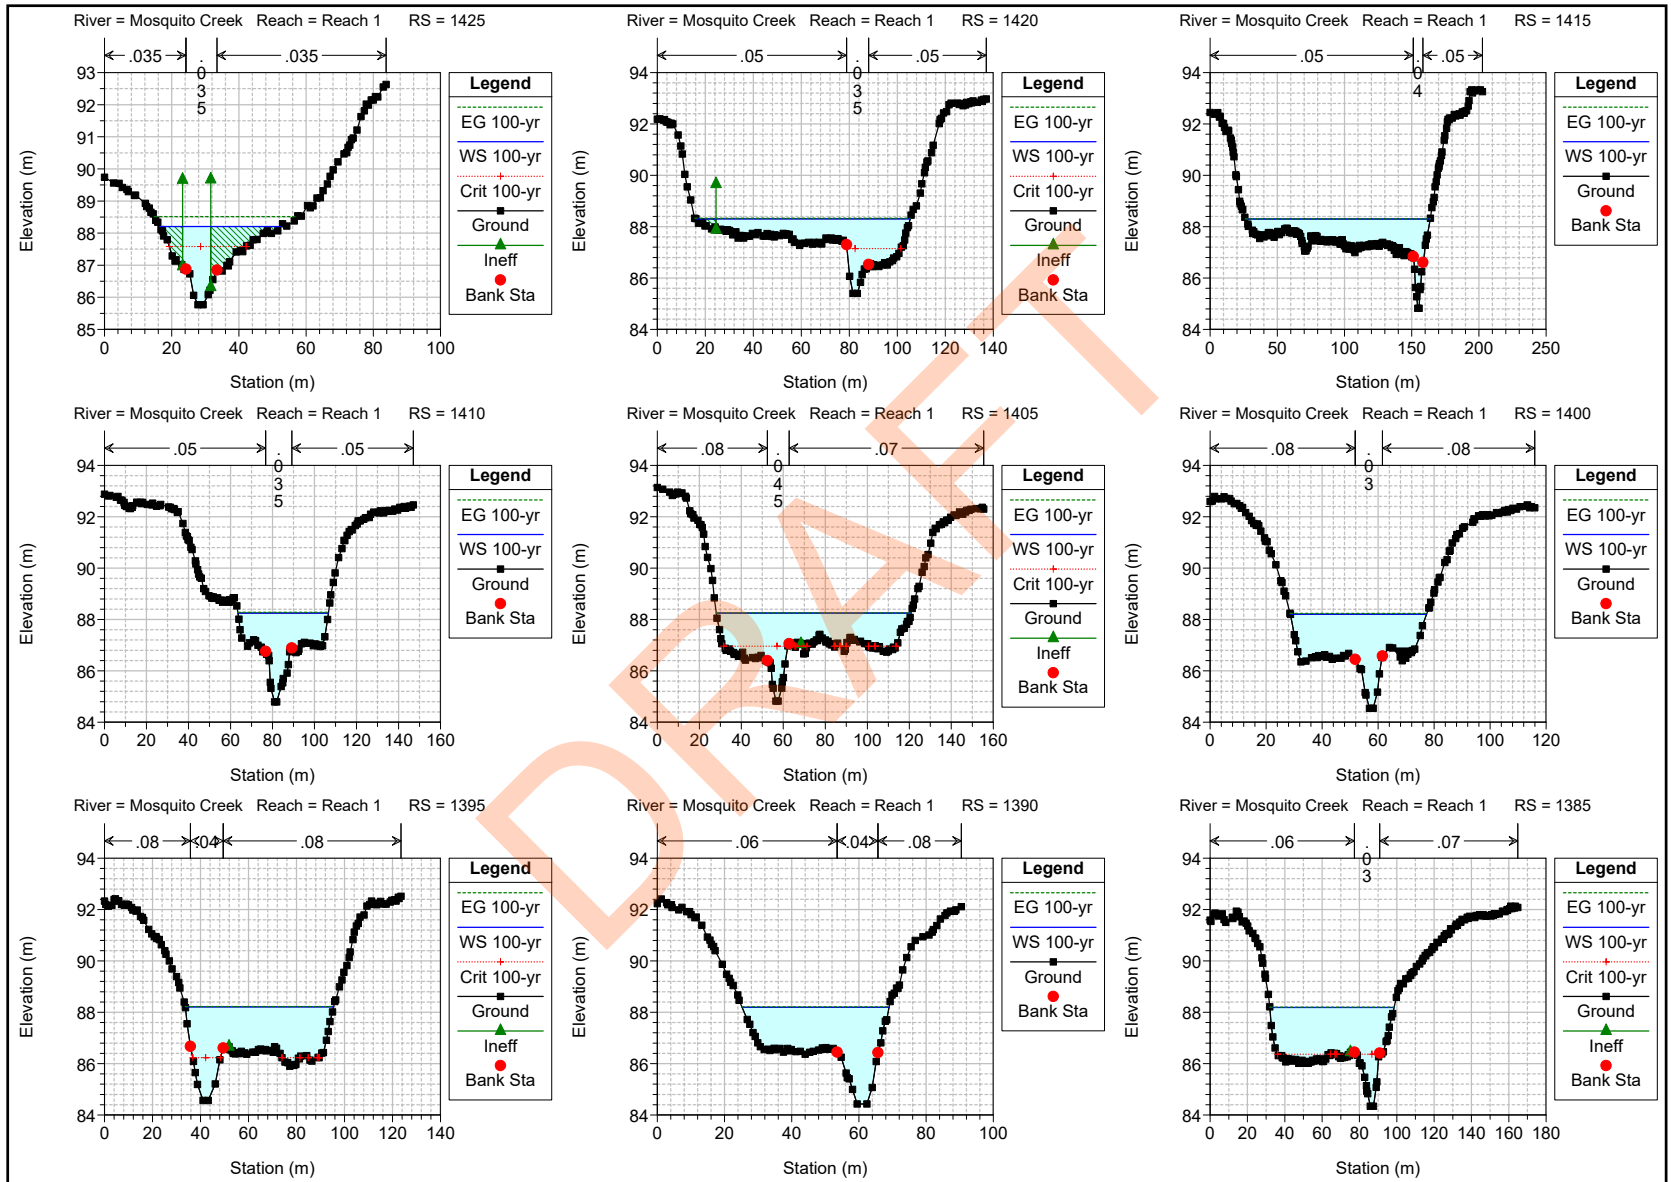 River = Mosquito Creek Reach = Reach 1 RS = 1425
.035 .035 .035
Elevation (m)
93
92
91
90
89
88
87
86
85
0 20 40 60 80 100
Station (m)
Legend
EG 100-yr
WS 100-yr
Crit 100-yr
Ground
Ineff
Bank Sta
River = Mosquito Creek Reach = Reach 1 RS = 1420
.05 .035 .05
Elevation (m)
94
92
90
88
86
84
0 20 40 60 80 100 120 140
Station (m)
Legend
EG 100-yr
WS 100-yr
Crit 100-yr
Ground
Ineff
Bank Sta
River = Mosquito Creek Reach = Reach 1 RS = 1415
.05 .04 .05
Elevation (m)
94
92
90
88
86
84
0 50 100 150 200 250
Station (m)
Legend
EG 100-yr
WS 100-yr
Ground
Bank Sta
River = Mosquito Creek Reach = Reach 1 RS = 1410
.05 .035 .05
Elevation (m)
94
92
90
88
86
84
0 20 40 60 80 100 120 140 160
Station (m)
Legend
EG 100-yr
WS 100-yr
Ground
Bank Sta
River = Mosquito Creek Reach = Reach 1 RS = 1405
.08 .045 .07
Elevation (m)
94
92
90
88
86
84
0 20 40 60 80 100 120 140 160
Station (m)
Legend
EG 100-yr
WS 100-yr
Crit 100-yr
Ground
Ineff
Bank Sta
River = Mosquito Creek Reach = Reach 1 RS = 1400
.08 .03 .08
Elevation (m)
94
92
90
88
86
84
0 20 40 60 80 100 120
Station (m)
Legend
EG 100-yr
WS 100-yr
Ground
Bank Sta
River = Mosquito Creek Reach = Reach 1 RS = 1395
.08 .04 .08
Elevation (m)
94
92
90
88
86
84
0 20 40 60 80 100 120 140
Station (m)
Legend
EG 100-yr
WS 100-yr
Crit 100-yr
Ground
Ineff
Bank Sta
River = Mosquito Creek Reach = Reach 1 RS = 1390
.06 .04 .08
Elevation (m)
94
92
90
88
86
84
0 20 40 60 80 100
Station (m)
Legend
EG 100-yr
WS 100-yr
Ground
Bank Sta
River = Mosquito Creek Reach = Reach 1 RS = 1385
.06 .03 .07
Elevation (m)
94
92
90
88
86
84
0 20 40 60 80 100 120 140 160 180
Station (m)
Legend
EG 100-yr
WS 100-yr
Crit 100-yr
Ground
Ineff
Bank Sta
DRAFT